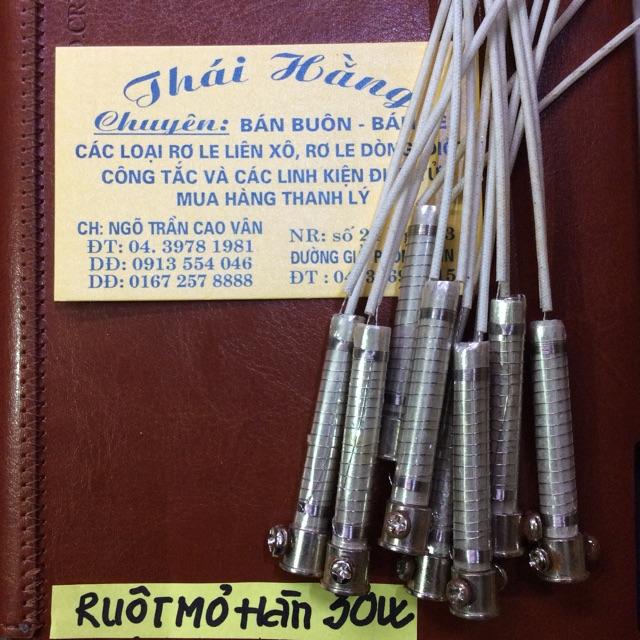 Thái Hằng
Chuyên: BÁN BUÔN - BÁN
CÁC LOẠI RƠ LE LIÊN XÔ, RƠ LE DÒNG
CÔNG TẮC VÀ CÁC LINH KIỆN
MUA HÀNG THANH LÝ
CH: NGÕ TRẦN CAO VÂN
ĐT: 04. 3978 1981
DĐ: 0913 554 046
DĐ: 0167 257 8888
NR: số
ĐƯỜNG
ĐT :
RUỘT MỎ Hàn 30W